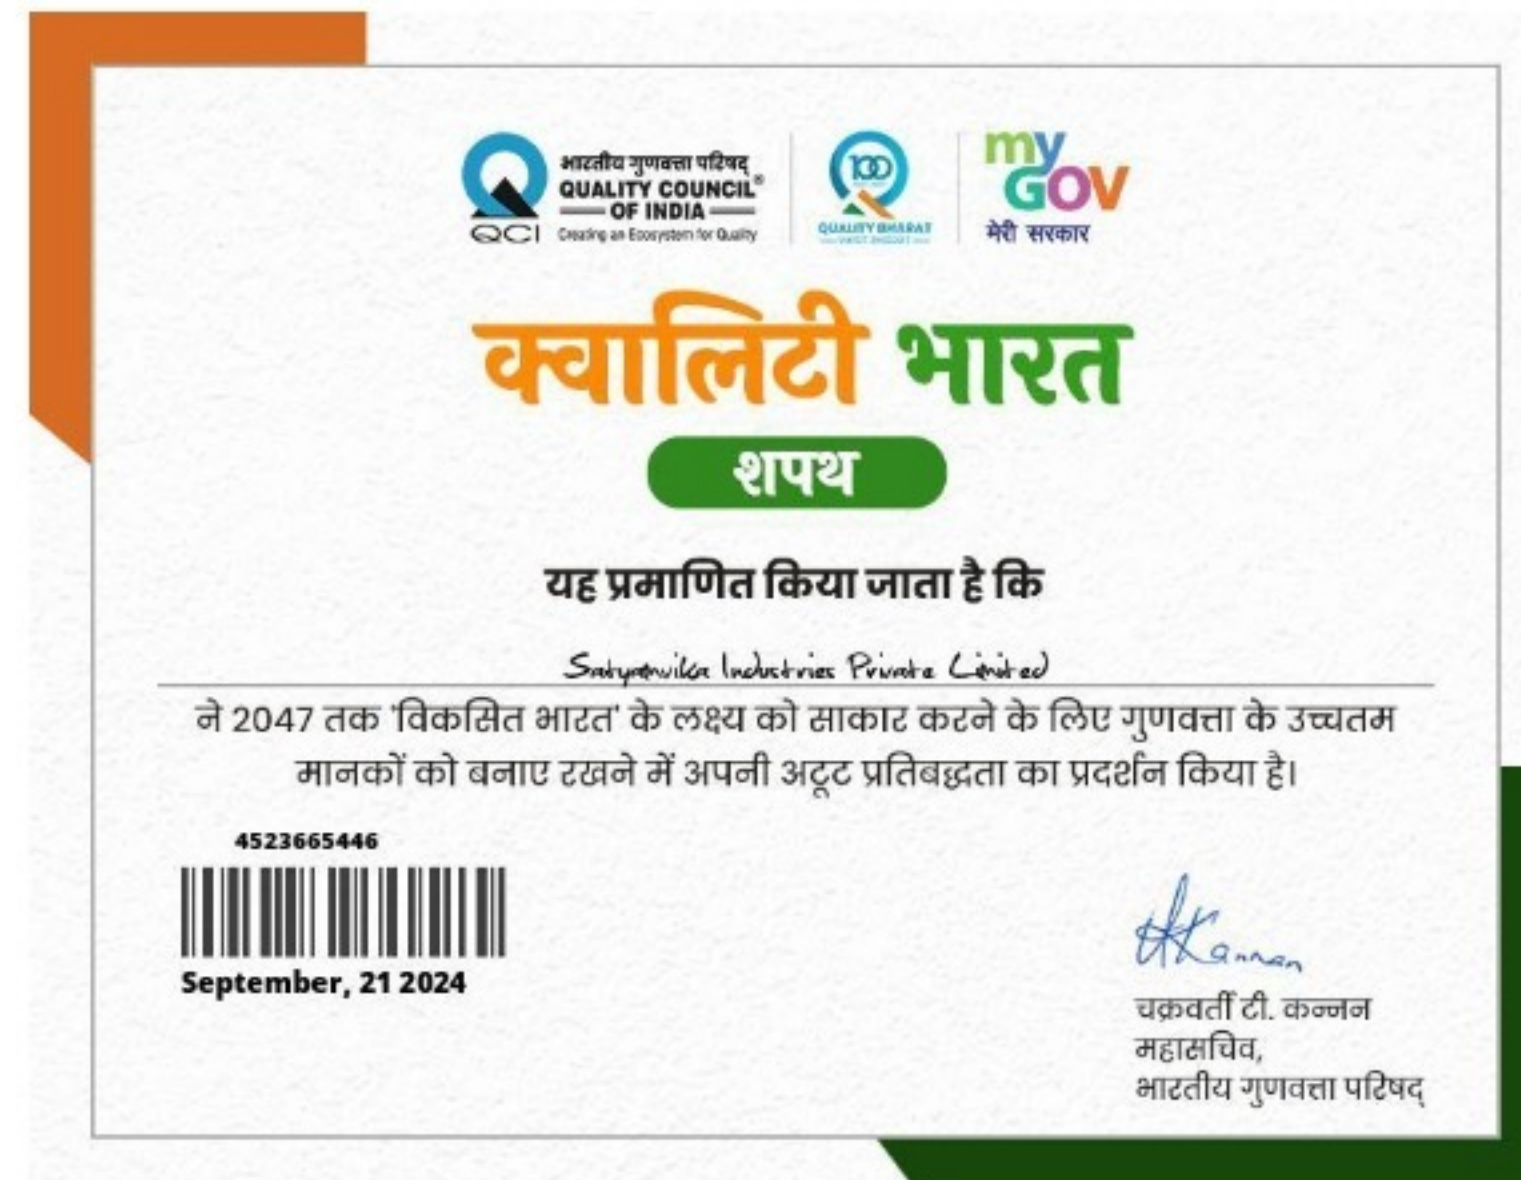 भारतीय गुणवत्ता परिषद्
QUALITY COUNCIL®
OF INDIA
QCI
Creating an Ecosystem for Quality
100
QUALITY BHARAT
my
GOV
मेरी सरकार
क्वालिटी भारत
शपथ
यह प्रमाणित किया जाता है कि
Satyamvika Industries Private Limited
ने 2047 तक 'विकसित भारत' के लक्ष्य को साकार करने के लिए गुणवत्ता के उच्चतम
मानकों को बनाए रखने में अपनी अटूट प्रतिबद्धता का प्रदर्शन किया है।
4523665446
September, 21 2024
Kannan
चक्रवर्ती टी. कन्नन
महासचिव,
भारतीय गुणवत्ता परिषद्